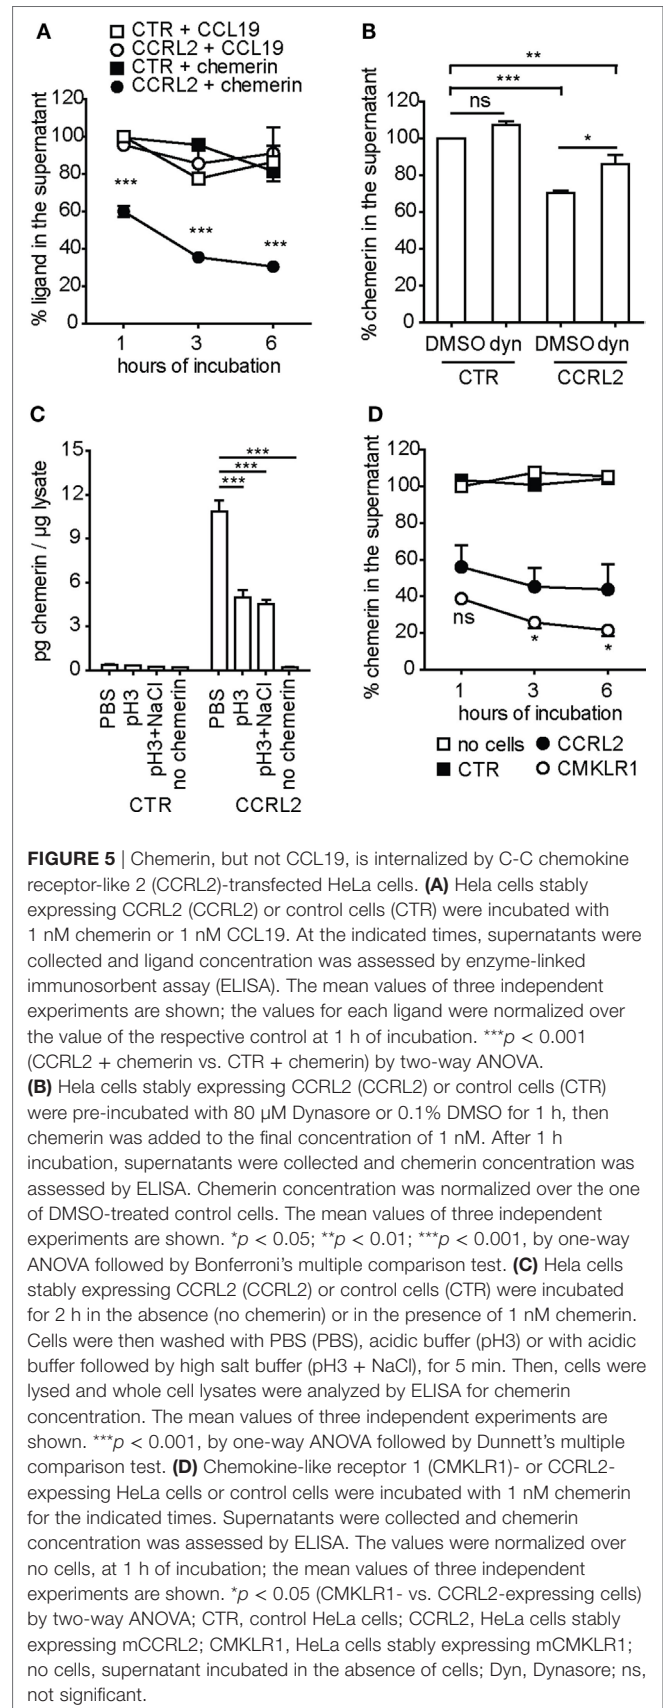 A
CTR + CCL19
CCRL2 + CCL19
CTR + chemerin
CCRL2 + chemerin
% ligand in the supernatant
120
100
80
60
40
20
0
***
***
***
1 3 6
hours of incubation
B
% chemerin in the supernatant
120
100
80
60
40
20
0
**
***
ns
*
DMSO dyn DMSO dyn
CTR CCRL2
C
pg chemerin / µg lysate
15
12
9
6
3
0
***
***
***
PBS
pH3
pH3+NaCl
no chemerin
PBS
pH3
pH3+NaCl
no chemerin
CTR CCRL2
D
% chemerin in the supernatant
120
100
80
60
40
20
0
ns
*
*
1 3 6
hours of incubation
no cells CCRL2
CTR CMKLR1
FIGURE 5 | Chemerin, but not CCL19, is internalized by C-C chemokine
receptor-like 2 (CCRL2)-transfected HeLa cells. (A) Hela cells stably
expressing CCRL2 (CCRL2) or control cells (CTR) were incubated with
1 nM chemerin or 1 nM CCL19. At the indicated times, supernatants were
collected and ligand concentration was assessed by enzyme-linked
immunosorbent assay (ELISA). The mean values of three independent
experiments are shown; the values for each ligand were normalized over
the value of the respective control at 1 h of incubation. ***p < 0.001
(CCRL2 + chemerin vs. CTR + chemerin) by two-way ANOVA.
(B) Hela cells stably expressing CCRL2 (CCRL2) or control cells (CTR)
were pre-incubated with 80 µM Dynasore or 0.1% DMSO for 1 h, then
chemerin was added to the final concentration of 1 nM. After 1 h
incubation, supernatants were collected and chemerin concentration was
assessed by ELISA. Chemerin concentration was normalized over the one
of DMSO-treated control cells. The mean values of three independent
experiments are shown. *p < 0.05; **p < 0.01; ***p < 0.001, by one-way
ANOVA followed by Bonferroni's multiple comparison test. (C) Hela cells
stably expressing CCRL2 (CCRL2) or control cells (CTR) were incubated
for 2 h in the absence (no chemerin) or in the presence of 1 nM chemerin.
Cells were then washed with PBS (PBS), acidic buffer (pH3) or with acidic
buffer followed by high salt buffer (pH3 + NaCl), for 5 min. Then, cells were
lysed and whole cell lysates were analyzed by ELISA for chemerin
concentration. The mean values of three independent experiments are
shown. ***p < 0.001, by one-way ANOVA followed by Dunnett's multiple
comparison test. (D) Chemokine-like receptor 1 (CMKLR1)- or CCRL2-
expessing HeLa cells or control cells were incubated with 1 nM chemerin
for the indicated times. Supernatants were collected and chemerin
concentration was assessed by ELISA. The values were normalized over
no cells, at 1 h of incubation; the mean values of three independent
experiments are shown. *p < 0.05 (CMKLR1- vs. CCRL2-expressing cells)
by two-way ANOVA; CTR, control HeLa cells; CCRL2, HeLa cells stably
expressing mCCRL2; CMKLR1, HeLa cells stably expressing mCMKLR1;
no cells, supernatant incubated in the absence of cells; Dyn, Dynasore; ns,
not significant.